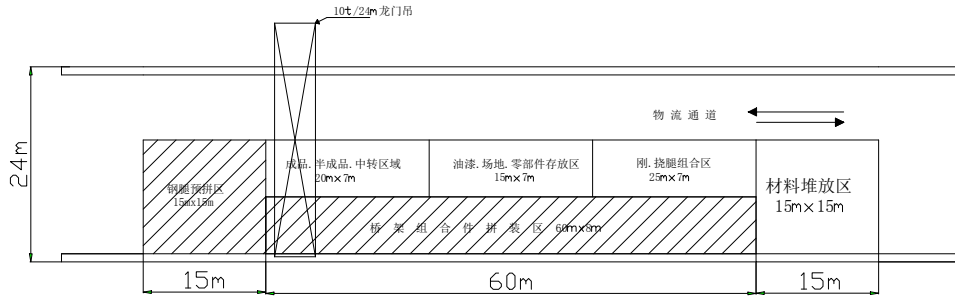 10t/24m龙门吊
物 流 通 道
24m
成品.半成品.中转区域
20m×7m
油漆.场地.零部件存放区
15m×7m
刚.挠腿组合区
25m×7m
钢腿预拼区
15m×15m
材料堆放区
15m×15m
桥 架 组 合 件 拼 装 区 60m×8m
15m
60m
15m